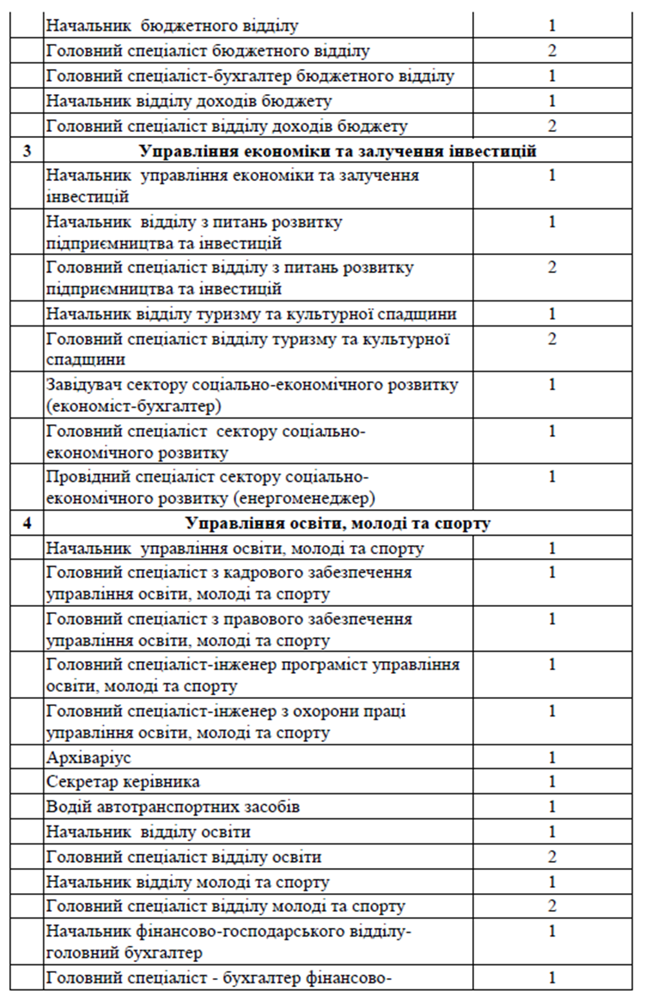 Начальник бюджетного відділу 1
Головний спеціаліст бюджетного відділу 2
Головний спеціаліст-бухгалтер бюджетного відділу 1
Начальник відділу доходів бюджету 1
Головний спеціаліст відділу доходів бюджету 2
3 Управління економіки та залучення інвестицій
Начальник управління економіки та залучення 1
інвестицій
Начальник відділу з питань розвитку 1
підприємництва та інвестицій
Головний спеціаліст відділу з питань розвитку 2
підприємництва та інвестицій
Начальник відділу туризму та культурної спадщини 1
Головний спеціаліст відділу туризму та культурної 2
спадщини
Завідувач сектору соціально-економічного розвитку 1
(економіст-бухгалтер)
Головний спеціаліст сектору соціально- 1
економічного розвитку
Провідний спеціаліст сектору соціально- 1
економічного розвитку (енергоменеджер)
4 Управління освіти, молоді та спорту
Начальник управління освіти, молоді та спорту 1
Головний спеціаліст з кадрового забезпечення 1
управління освіти, молоді та спорту
Головний спеціаліст з правового забезпечення 1
управління освіти, молоді та спорту
Головний спеціаліст-інженер програміст управління 1
освіти, молоді та спорту
Головний спеціаліст-інженер з охорони праці 1
управління освіти, молоді та спорту
Архіваріус 1
Секретар керівника 1
Водій автотранспортних засобів 1
Начальник відділу освіти 1
Головний спеціаліст відділу освіти 2
Начальник відділу молоді та спорту 1
Головний спеціаліст відділу молоді та спорту 2
Начальник фінансово-господарського відділу- 1
головний бухгалтер
Головний спеціаліст - бухгалтер фінансово- 1